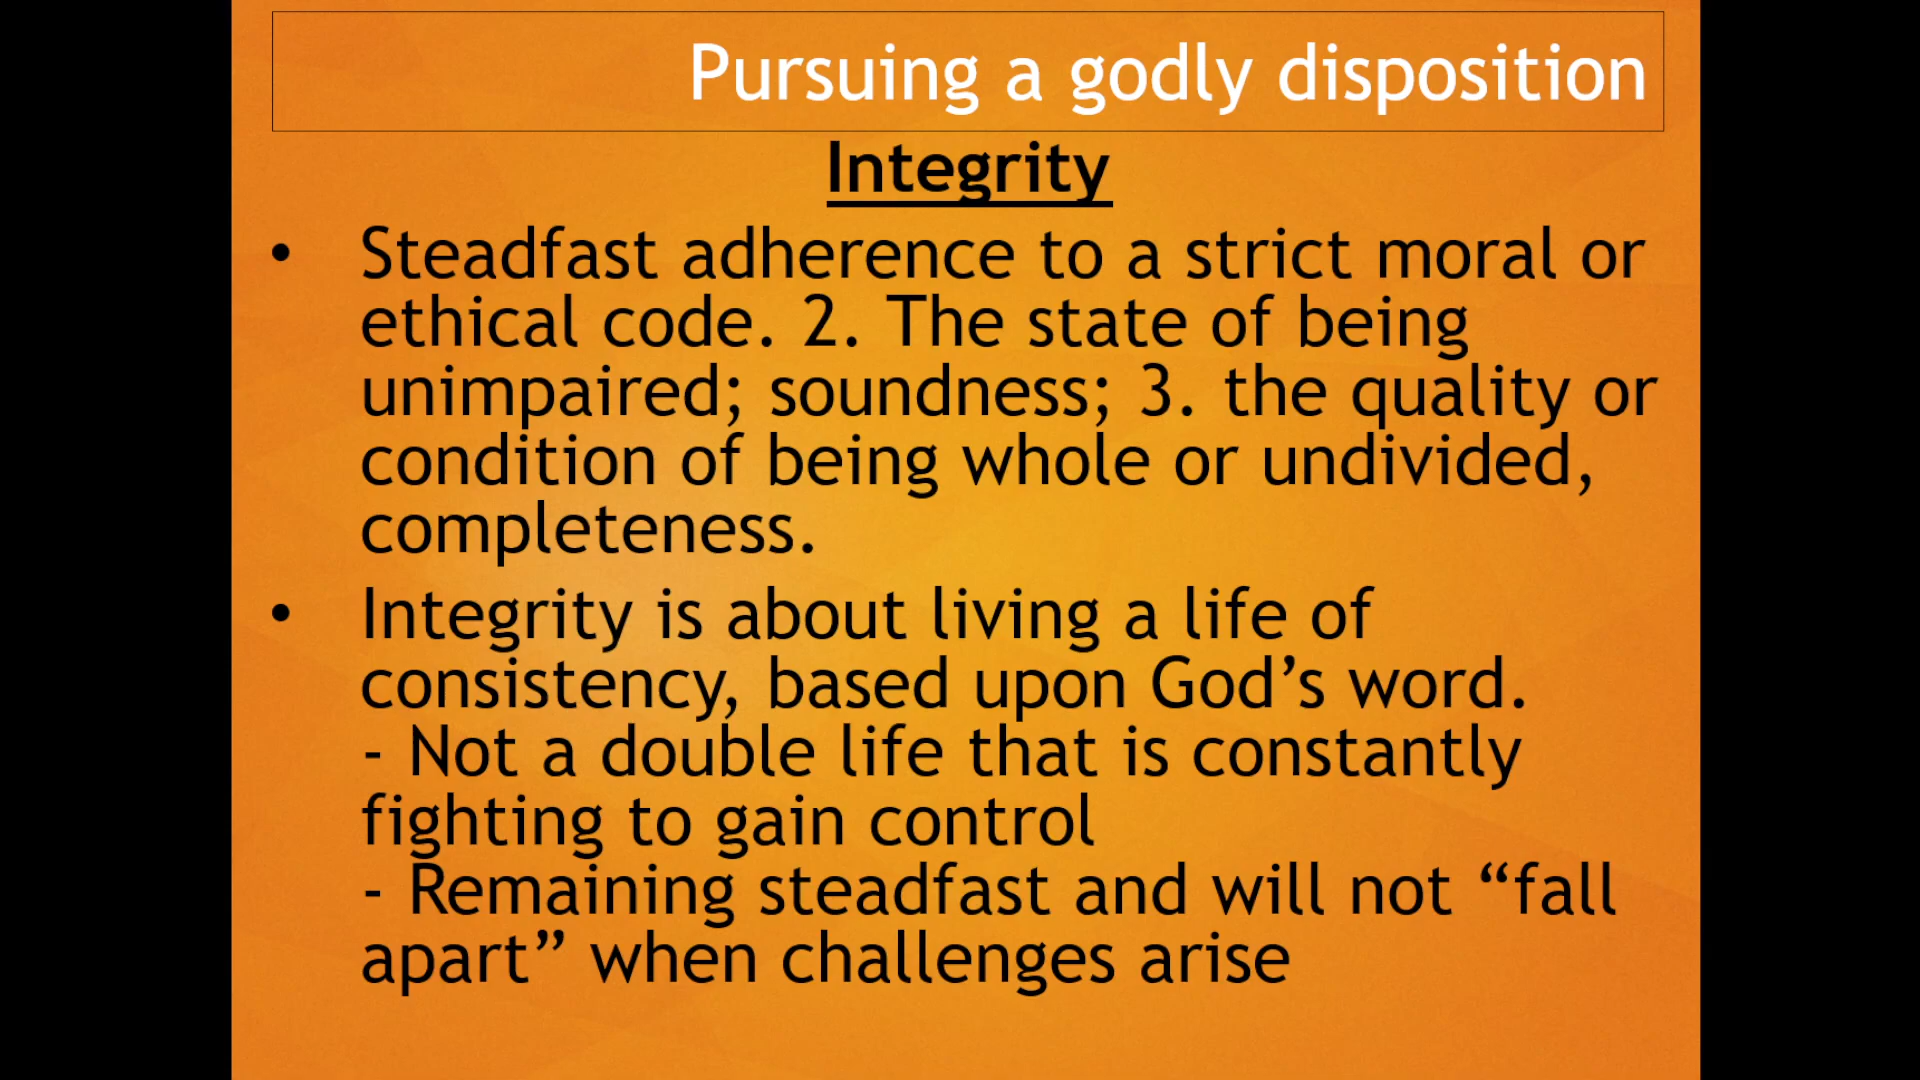 Pursuing a godly disposition
Integrity
• Steadfast adherence to a strict moral or
ethical code. 2. The state of being
unimpaired; soundness; 3. the quality or
condition of being whole or undivided,
completeness.
• Integrity is about living a life of
consistency, based upon God’s word.
- Not a double life that is constantly
fighting to gain control
- Remaining steadfast and will not “fall
apart” when challenges arise